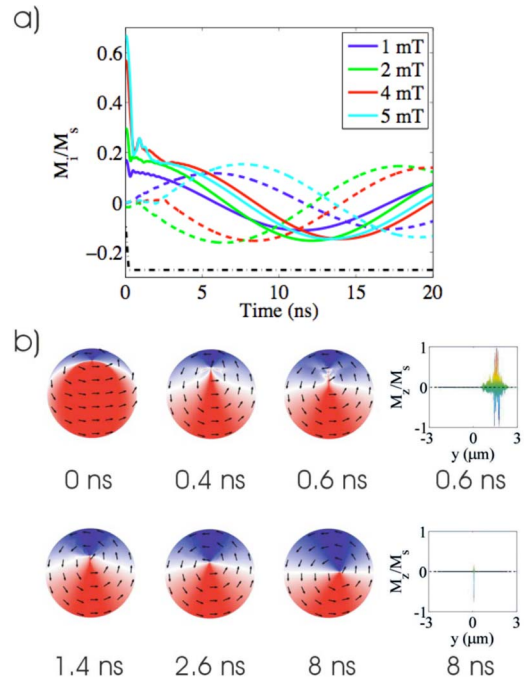 a)
0.6
0.4
0.2
0
−0.2
M_i/M_s
1 mT
2 mT
4 mT
5 mT
0 5 10 15 20
Time (ns)
b)
1
0
-1
M_z/M_s
-3 0 3
y (μm)
0 ns 0.4 ns 0.6 ns 0.6 ns
1
0
-1
M_z/M_s
-3 0 3
y (μm)
1.4 ns 2.6 ns 8 ns 8 ns